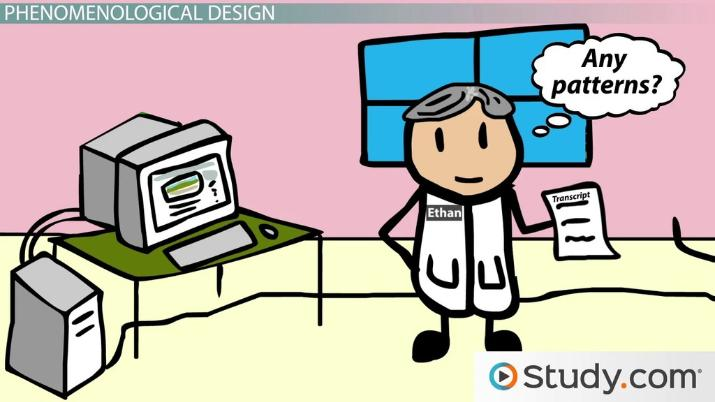 PHENOMENOLOGICAL DESIGN
Any
patterns?
Transcript
Ethan
Study.com®